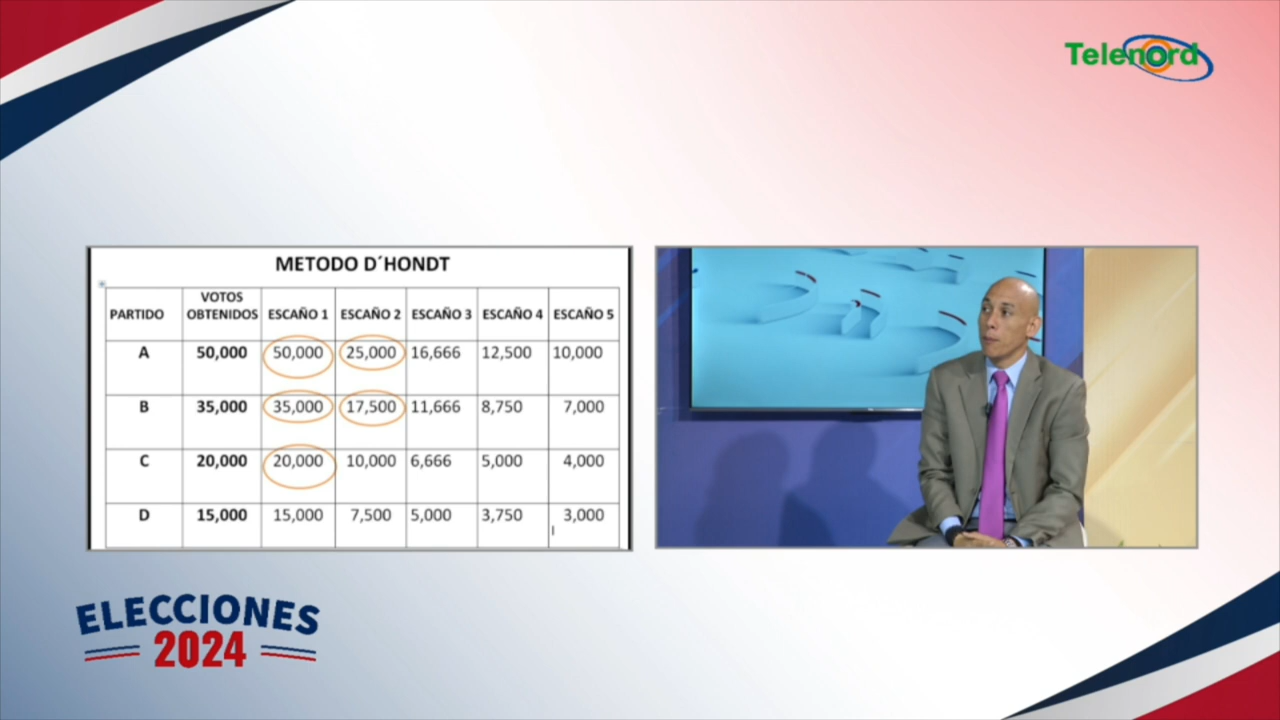 Telenord
METODO D´HONDT
PARTIDO VOTOS OBTENIDOS ESCAÑO 1 ESCAÑO 2 ESCAÑO 3 ESCAÑO 4 ESCAÑO 5
A 50,000 50,000 25,000 16,666 12,500 10,000
B 35,000 35,000 17,500 11,666 8,750 7,000
C 20,000 20,000 10,000 6,666 5,000 4,000
D 15,000 15,000 7,500 5,000 3,750 3,000
ELECCIONES
2024